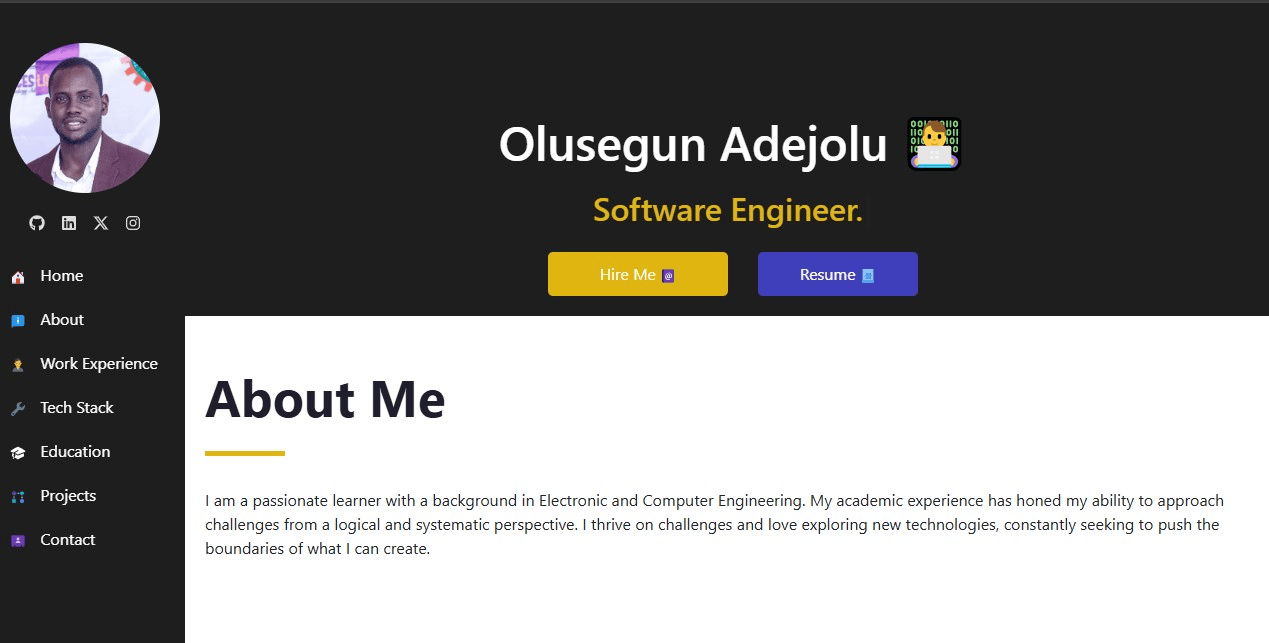 Olusegun Adejolu
Software Engineer.
Hire Me
Resume
Home
About
Work Experience
Tech Stack
Education
Projects
Contact
About Me
I am a passionate learner with a background in Electronic and Computer Engineering. My academic experience has honed my ability to approach
challenges from a logical and systematic perspective. I thrive on challenges and love exploring new technologies, constantly seeking to push the
boundaries of what I can create.